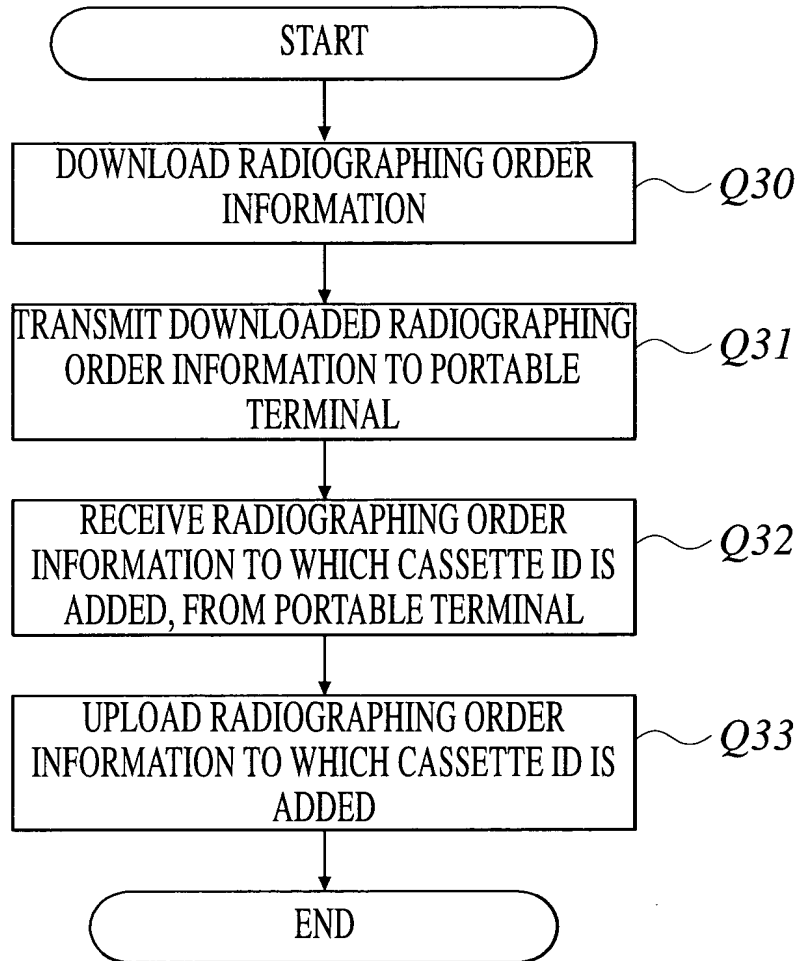 START
DOWNLOAD RADIOGRAPHING ORDER
INFORMATION
Q30
TRANSMIT DOWNLOADED RADIOGRAPHING
ORDER INFORMATION TO PORTABLE
TERMINAL
Q31
RECEIVE RADIOGRAPHING ORDER
INFORMATION TO WHICH CASSETTE ID IS
ADDED, FROM PORTABLE TERMINAL
Q32
UPLOAD RADIOGRAPHING ORDER
INFORMATION TO WHICH CASSETTE ID IS
ADDED
Q33
END